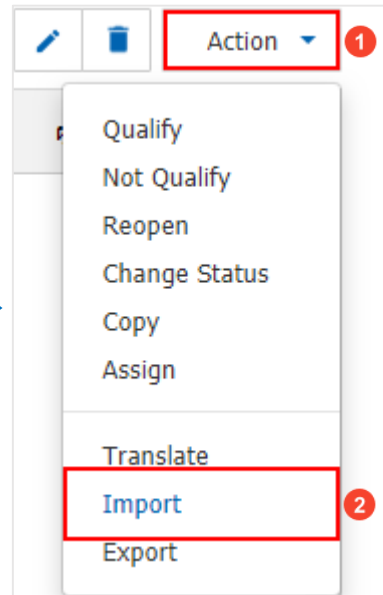 Action 1
Qualify
Not Qualify
Reopen
Change Status
Copy
Assign
Translate
Import 2
Export